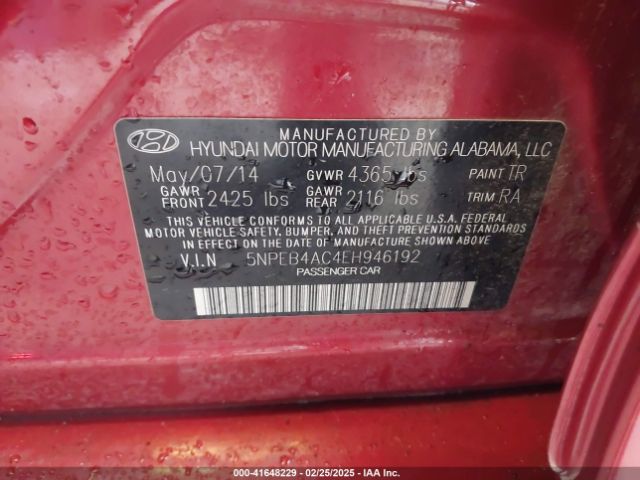 MANUFACTURED BY
HYUNDAI MOTOR MANUFACTURING ALABAMA, LLC
May/07/14 GVWR 4365 lbs PAINT TR
GAWR FRONT 2425 lbs GAWR REAR 2116 lbs TRIM RA
THIS VEHICLE CONFORMS TO ALL APPLICABLE U.S.A. FEDERAL
MOTOR VEHICLE SAFETY, BUMPER, AND THEFT PREVENTION STANDARDS
IN EFFECT ON THE DATE OF MANUFACTURE SHOWN ABOVE.
V.I.N 5NPEB4AC4EH946192
PASSENGER CAR
000-41648229 - 02/25/2025 - IAA Inc.